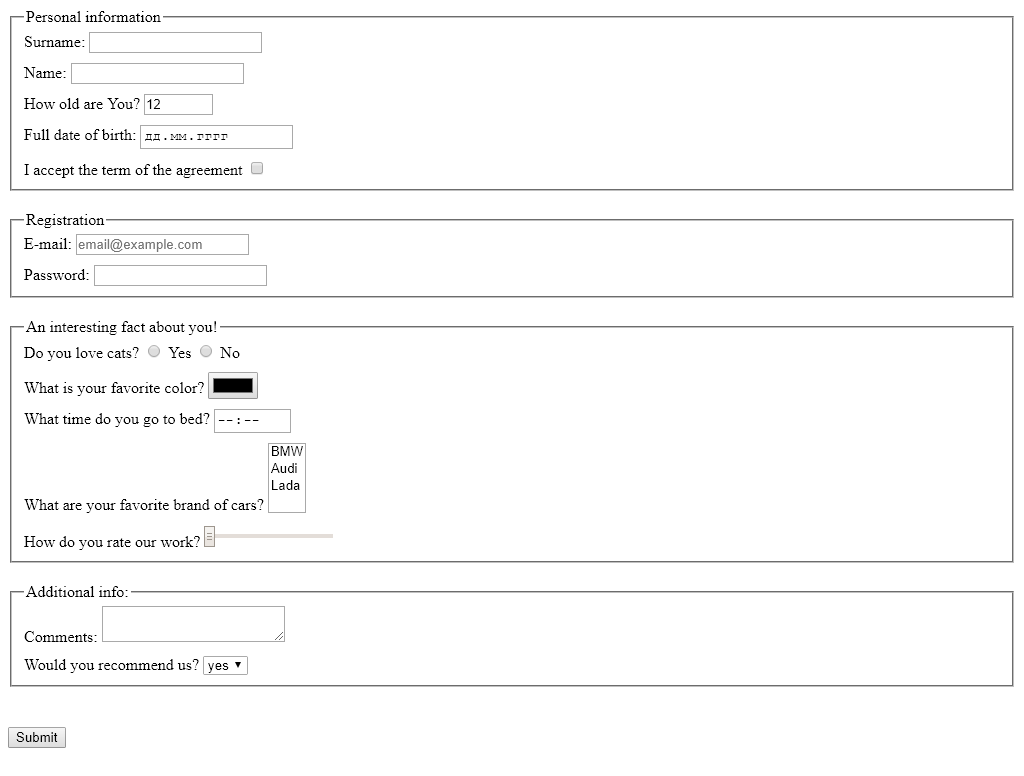 Personal information
Surname:
Name:
How old are You? 12
Full date of birth: дд.мм.гггг
I accept the term of the agreement
Registration
E-mail: email@example.com
Password:
An interesting fact about you!
Do you love cats? Yes No
What is your favorite color?
What time do you go to bed? --:--
BMW
Audi
Lada
What are your favorite brand of cars?
How do you rate our work?
Additional info:
Comments:
Would you recommend us? yes
Submit